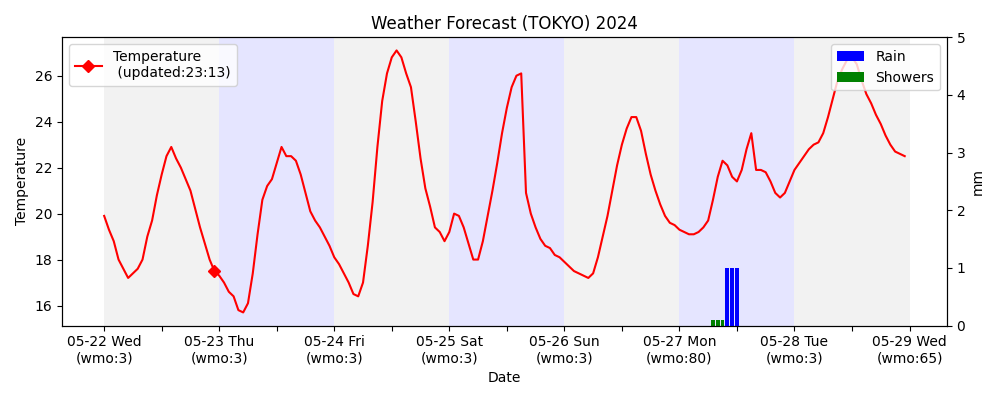 Weather Forecast (TOKYO) 2024
Temperature
(updated:23:13)
Rain
Showers
Temperature
26
24
22
20
18
16
5
4
3
2
1
0
mm
05-22 Wed 05-23 Thu 05-24 Fri 05-25 Sat 05-26 Sun 05-27 Mon 05-28 Tue 05-29 Wed
(wmo:3) (wmo:3) (wmo:3) (wmo:3) (wmo:3) (wmo:80) (wmo:3) (wmo:65)
Date